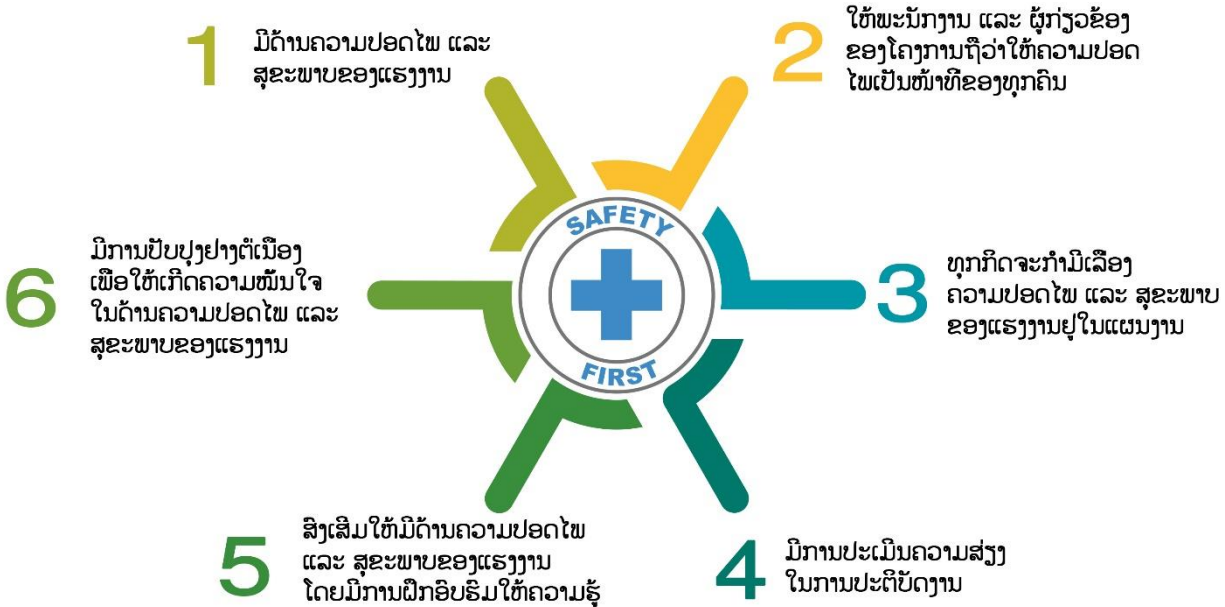 1
ມີດ້ານຄວາມປອດໄພ ແລະ
ສຸຂະພາບຂອງແຮງງານ
2
ໃຫ້ພະນັກງານ ແລະ ຜູ້ກ່ຽວຂ້ອງ
ຂອງໂຄງການຖືວ່າໃຫ້ຄວາມປອດ
ໄພເປັນໜ້າທີ່ຂອງທຸກຄົນ
3
ທຸກກິດຈະກຳມີເລື່ອງ
ຄວາມປອດໄພ ແລະ ສຸຂະພາບ
ຂອງແຮງງານຢູ່ໃນແຜນງານ
4
ມີການປະເມີນຄວາມສ່ຽງ
ໃນການປະຕິບັດງານ
5
ສົ່ງເສີມໃຫ້ມີດ້ານຄວາມປອດໄພ
ແລະ ສຸຂະພາບຂອງແຮງງານ
ໂດຍມີການຝຶກອົບຮົມໃຫ້ຄວາມຮູ້
6
ມີການປັບປຸງຢ່າງຕໍ່ເນື່ອງ
ເພື່ອໃຫ້ເກີດຄວາມໝັ້ນໃຈ
ໃນດ້ານຄວາມປອດໄພ ແລະ
ສຸຂະພາບຂອງແຮງງານ
SAFETY
FIRST